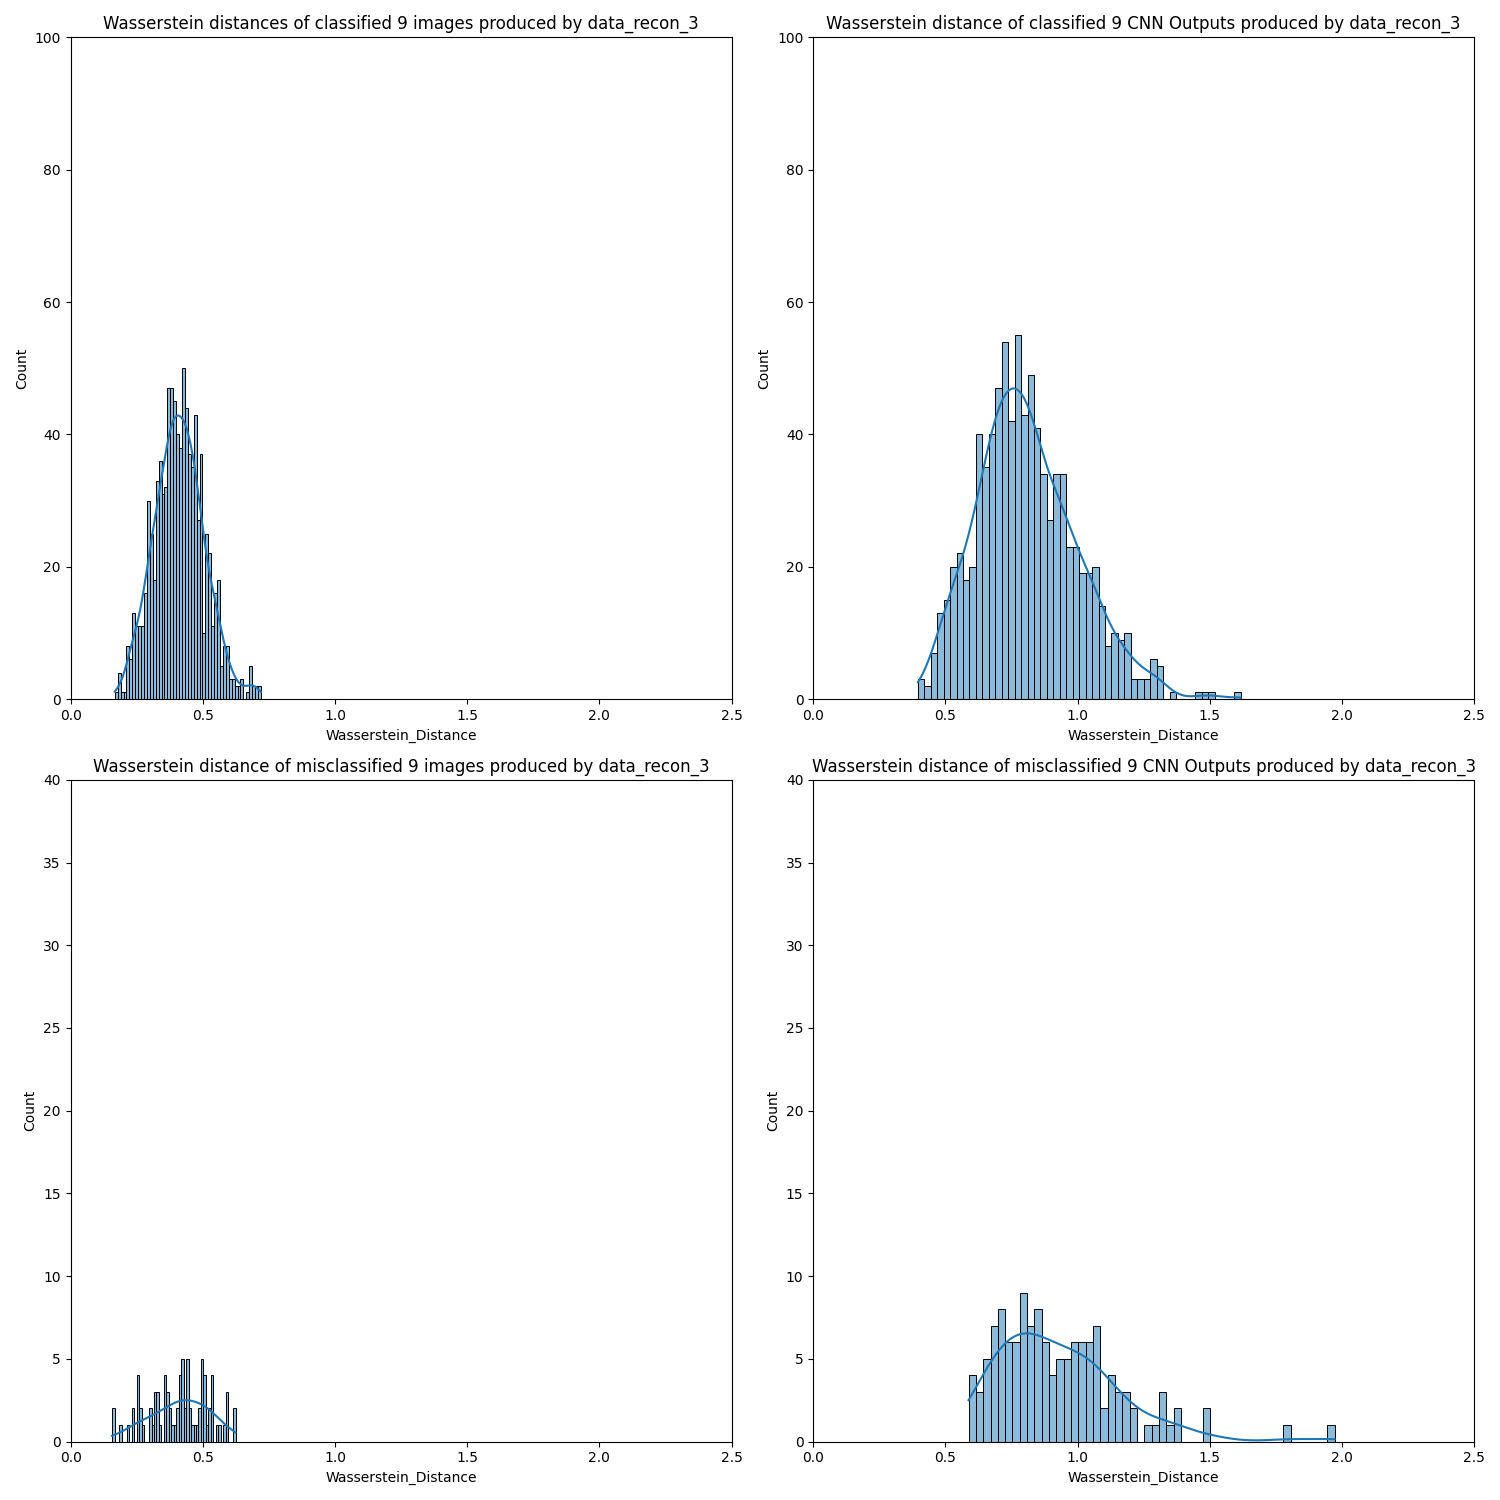 Wasserstein distances of classified 9 images produced by data_recon_3
100
80
60
40
20
0
Count
0.0 0.5 1.0 1.5 2.0 2.5
Wasserstein_Distance
Wasserstein distance of classified 9 CNN Outputs produced by data_recon_3
100
80
60
40
20
0
Count
0.0 0.5 1.0 1.5 2.0 2.5
Wasserstein_Distance
Wasserstein distance of misclassified 9 images produced by data_recon_3
40
35
30
25
20
15
10
5
0
Count
0.0 0.5 1.0 1.5 2.0 2.5
Wasserstein_Distance
Wasserstein distance of misclassified 9 CNN Outputs produced by data_recon_3
40
35
30
25
20
15
10
5
0
Count
0.0 0.5 1.0 1.5 2.0 2.5
Wasserstein_Distance